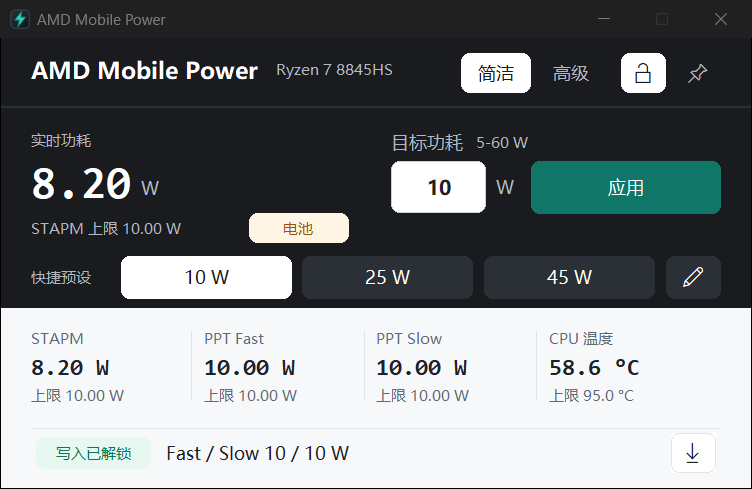 AMD Mobile Power
AMD Mobile Power Ryzen 7 8845HS 简洁 高级
实时功耗
8.20 W
STAPM 上限 10.00 W 电池
目标功耗 5-60 W
10 W 应用
快捷预设 10 W 25 W 45 W
STAPM
8.20 W
上限 10.00 W
PPT Fast
10.00 W
上限 10.00 W
PPT Slow
10.00 W
上限 10.00 W
CPU 温度
58.6 °C
上限 95.0 °C
写入已解锁 Fast / Slow 10 / 10 W